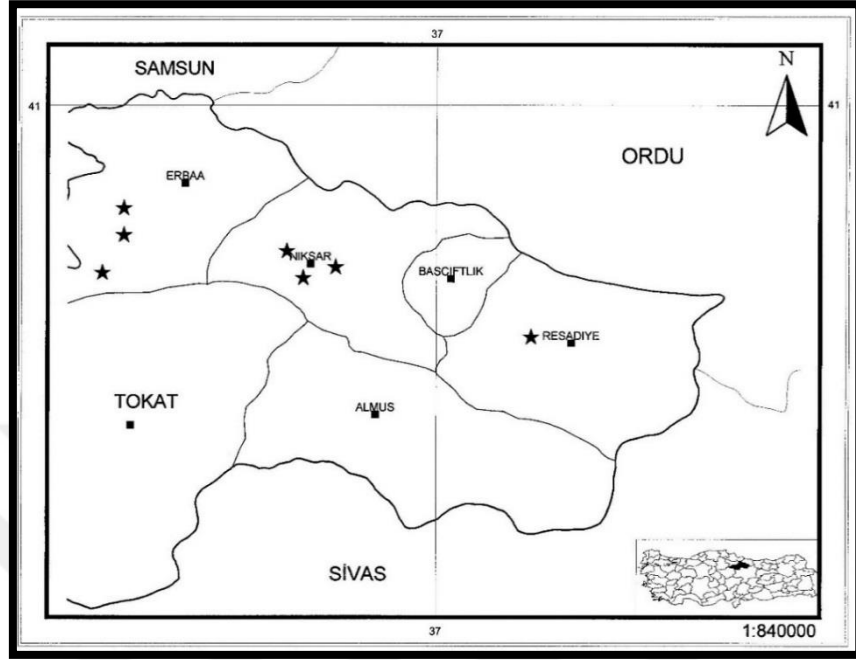 37
SAMSUN
N
41
41
ORDU
ERBAA
NIKSAR
BASCIFTLIK
RESADIYE
TOKAT
ALMUS
SİVAS
37
1:840000